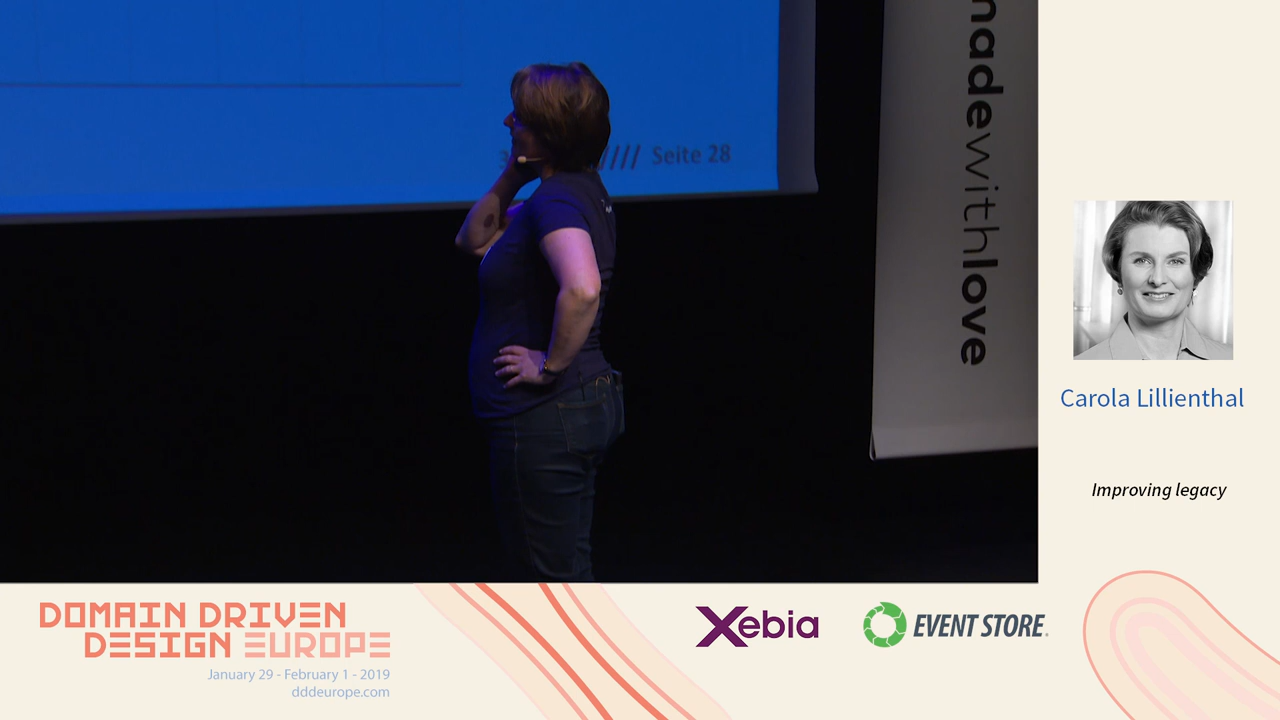 //// Seite 28
madewithlove
Carola Lillienthal
Improving legacy
DOMAIN DRIVEN
DESIGN EUROPE
January 29 - February 1 - 2019
dddeurope.com
Xebia
EVENT STORE